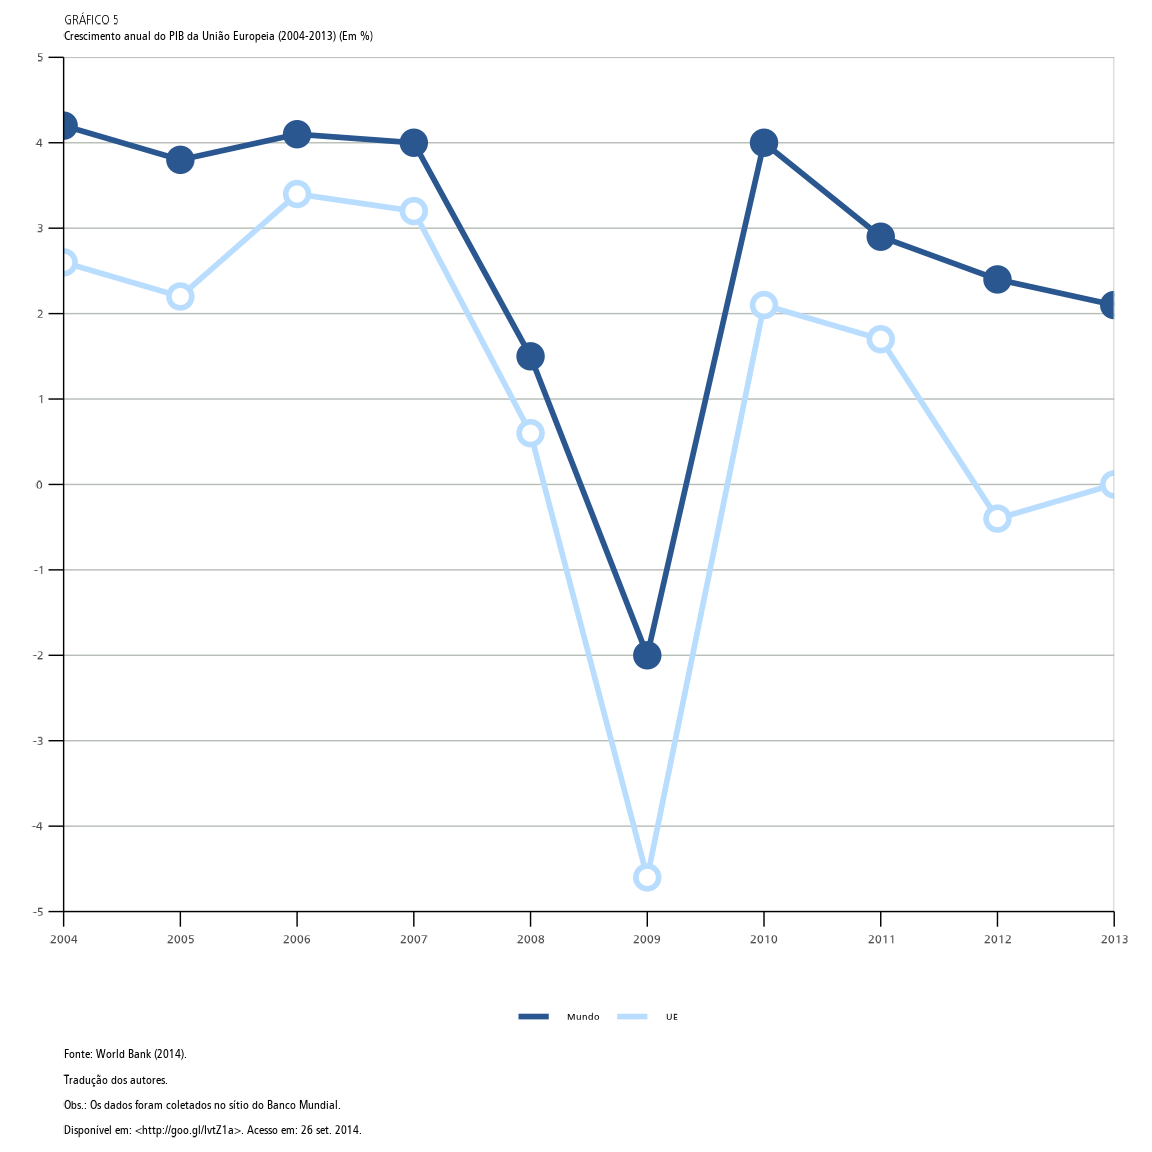 GRÁFICO 5
Crescimento anual do PIB da União Europeia (2004-2013) (Em %)
5
4
3
2
1
0
-1
-2
-3
-4
-5
2004 2005 2006 2007 2008 2009 2010 2011 2012 2013
Mundo UE
Fonte: World Bank (2014).
Tradução dos autores.
Obs.: Os dados foram coletados no sítio do Banco Mundial.
Disponível em: <http://goo.gl/IvtZ1a>. Acesso em: 26 set. 2014.